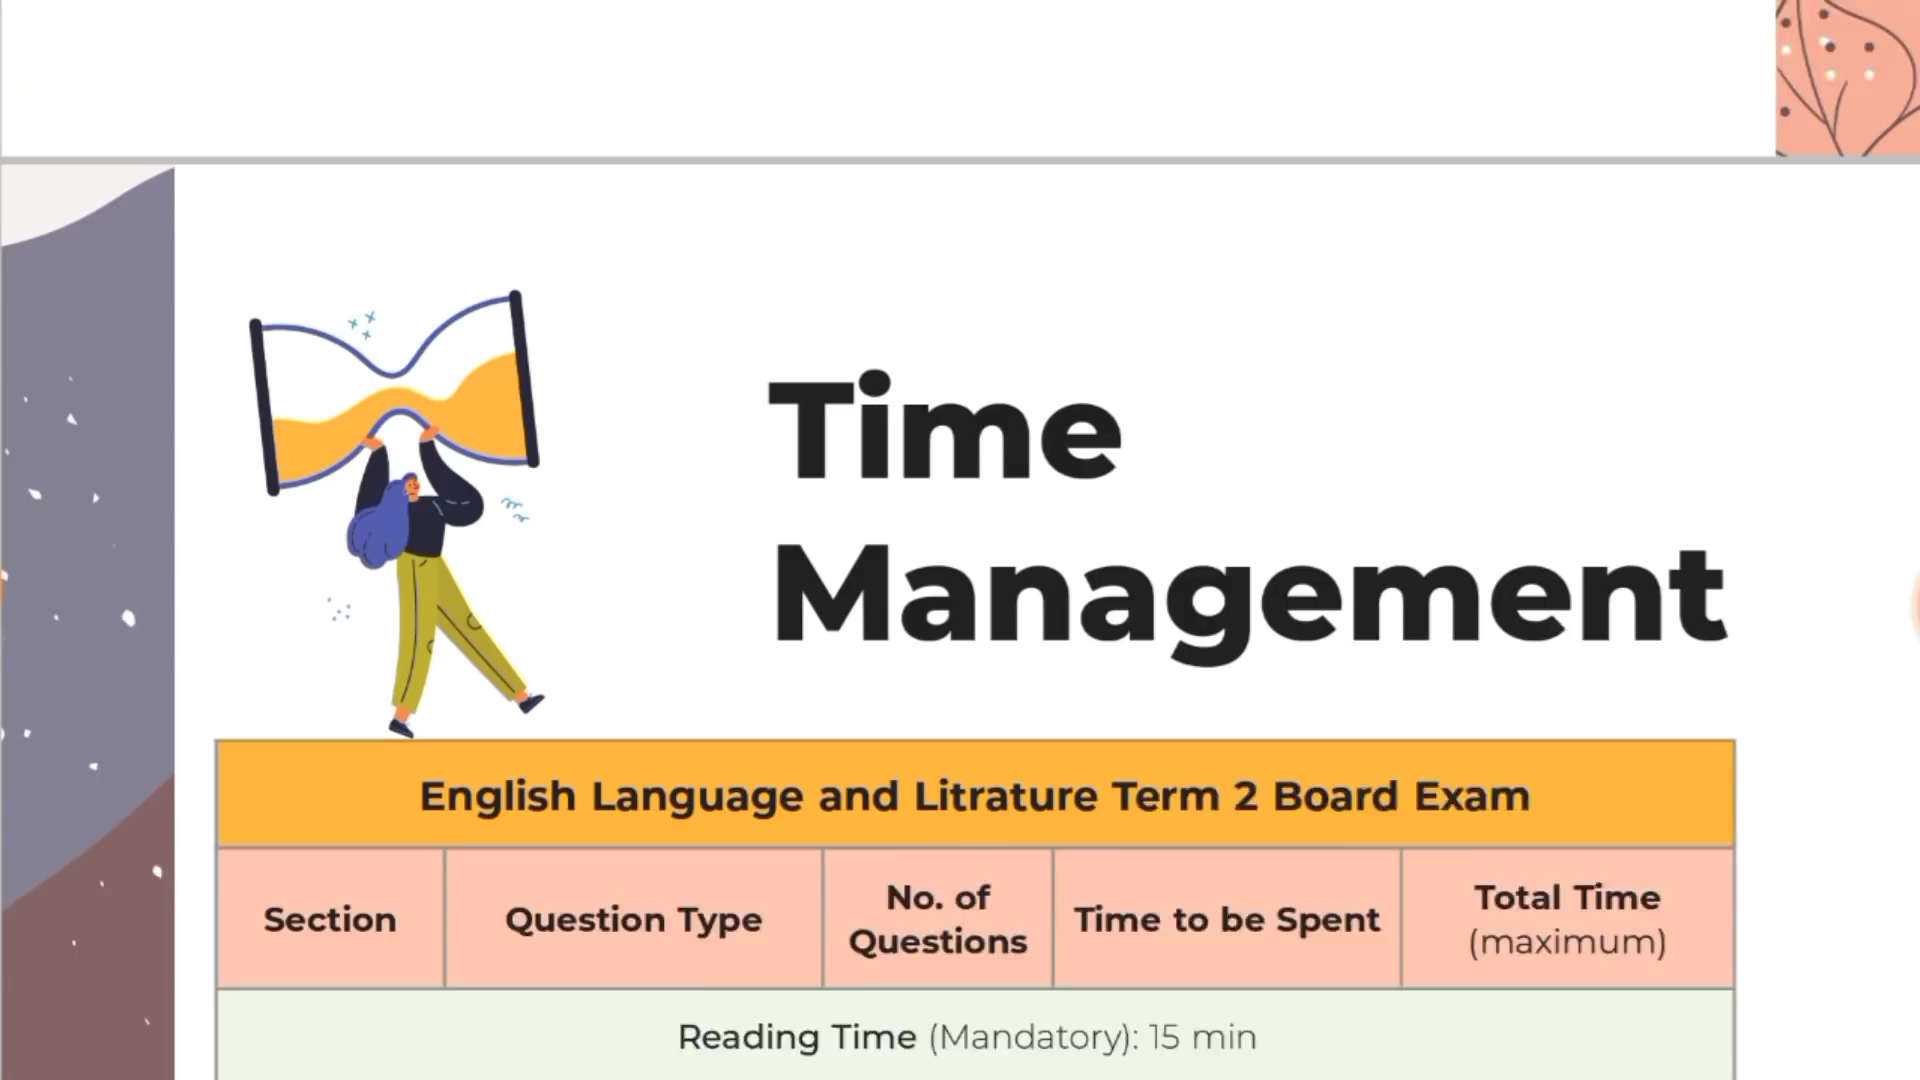 Time
Management
English Language and Litrature Term 2 Board Exam
Section
Question Type
No. of
Questions
Time to be Spent
Total Time
(maximum)
Reading Time (Mandatory): 15 min